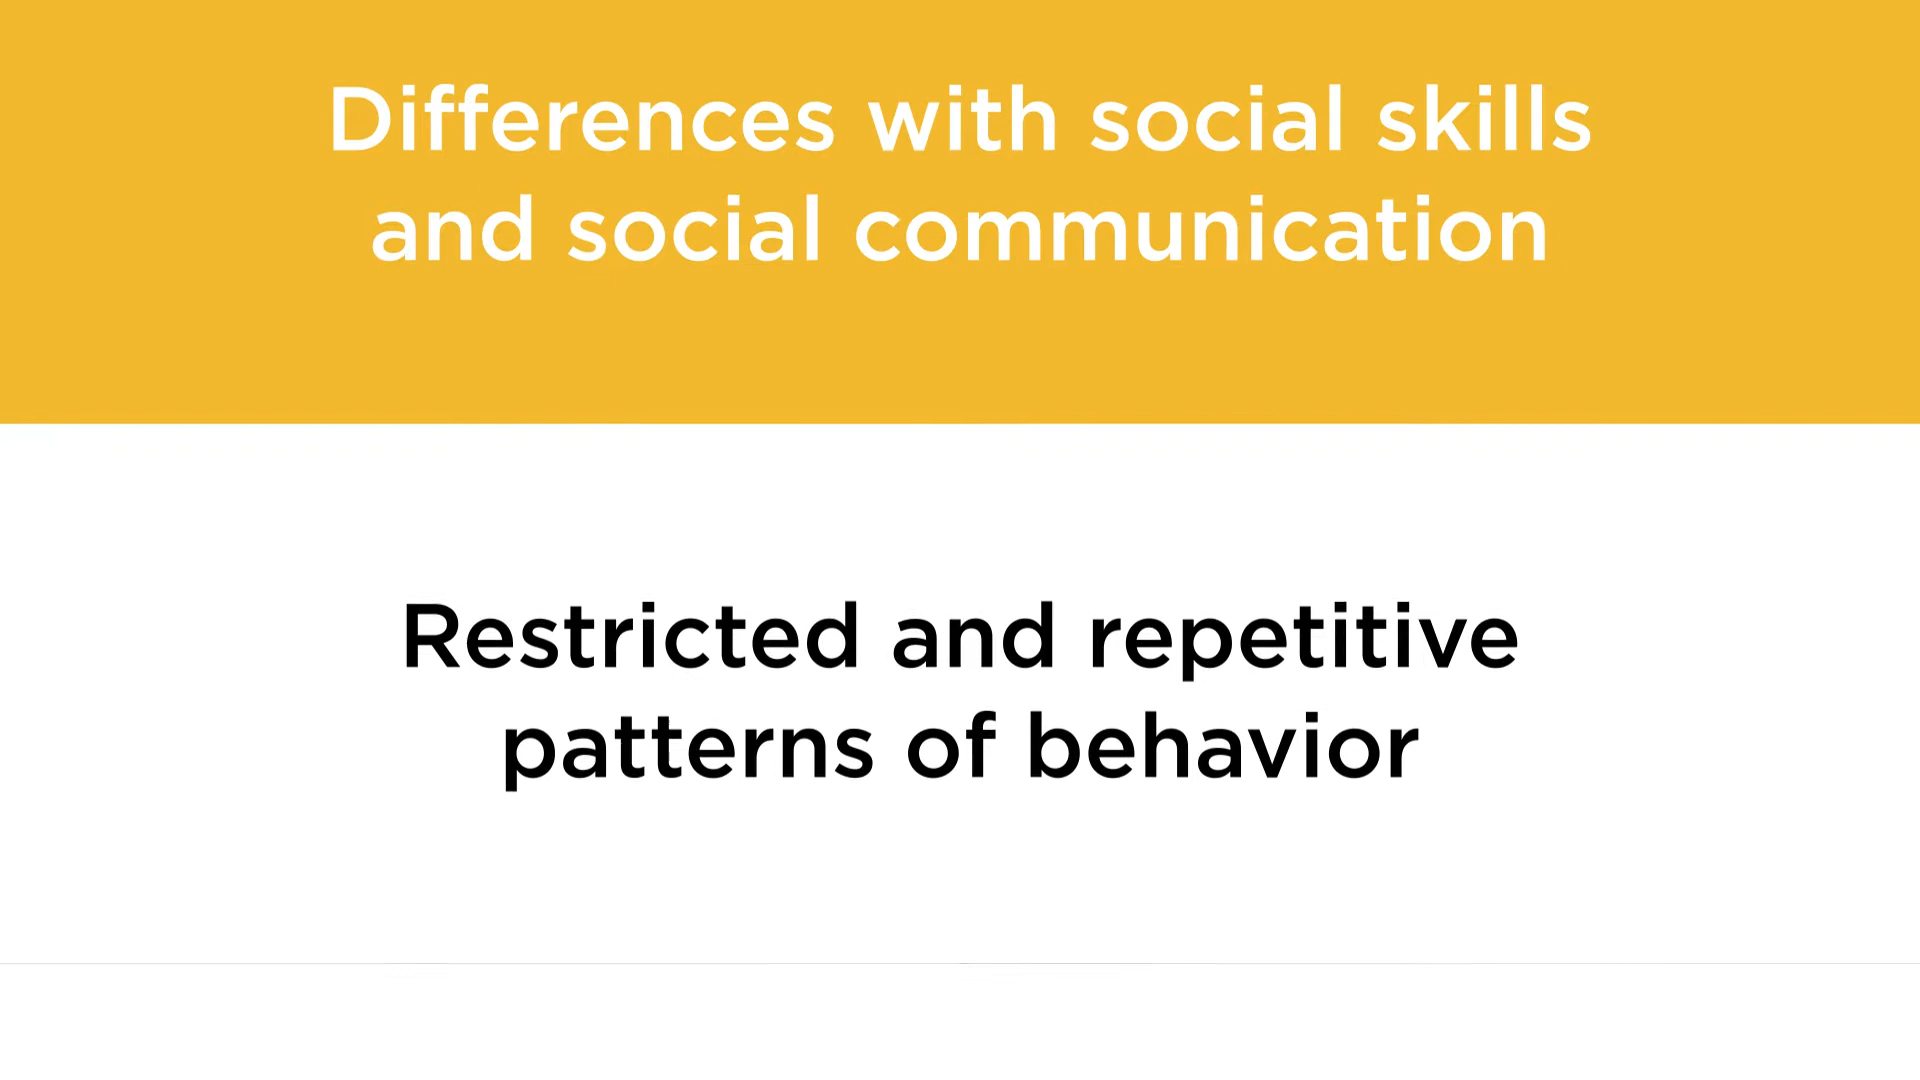 Differences with social skills
and social communication
Restricted and repetitive
patterns of behavior